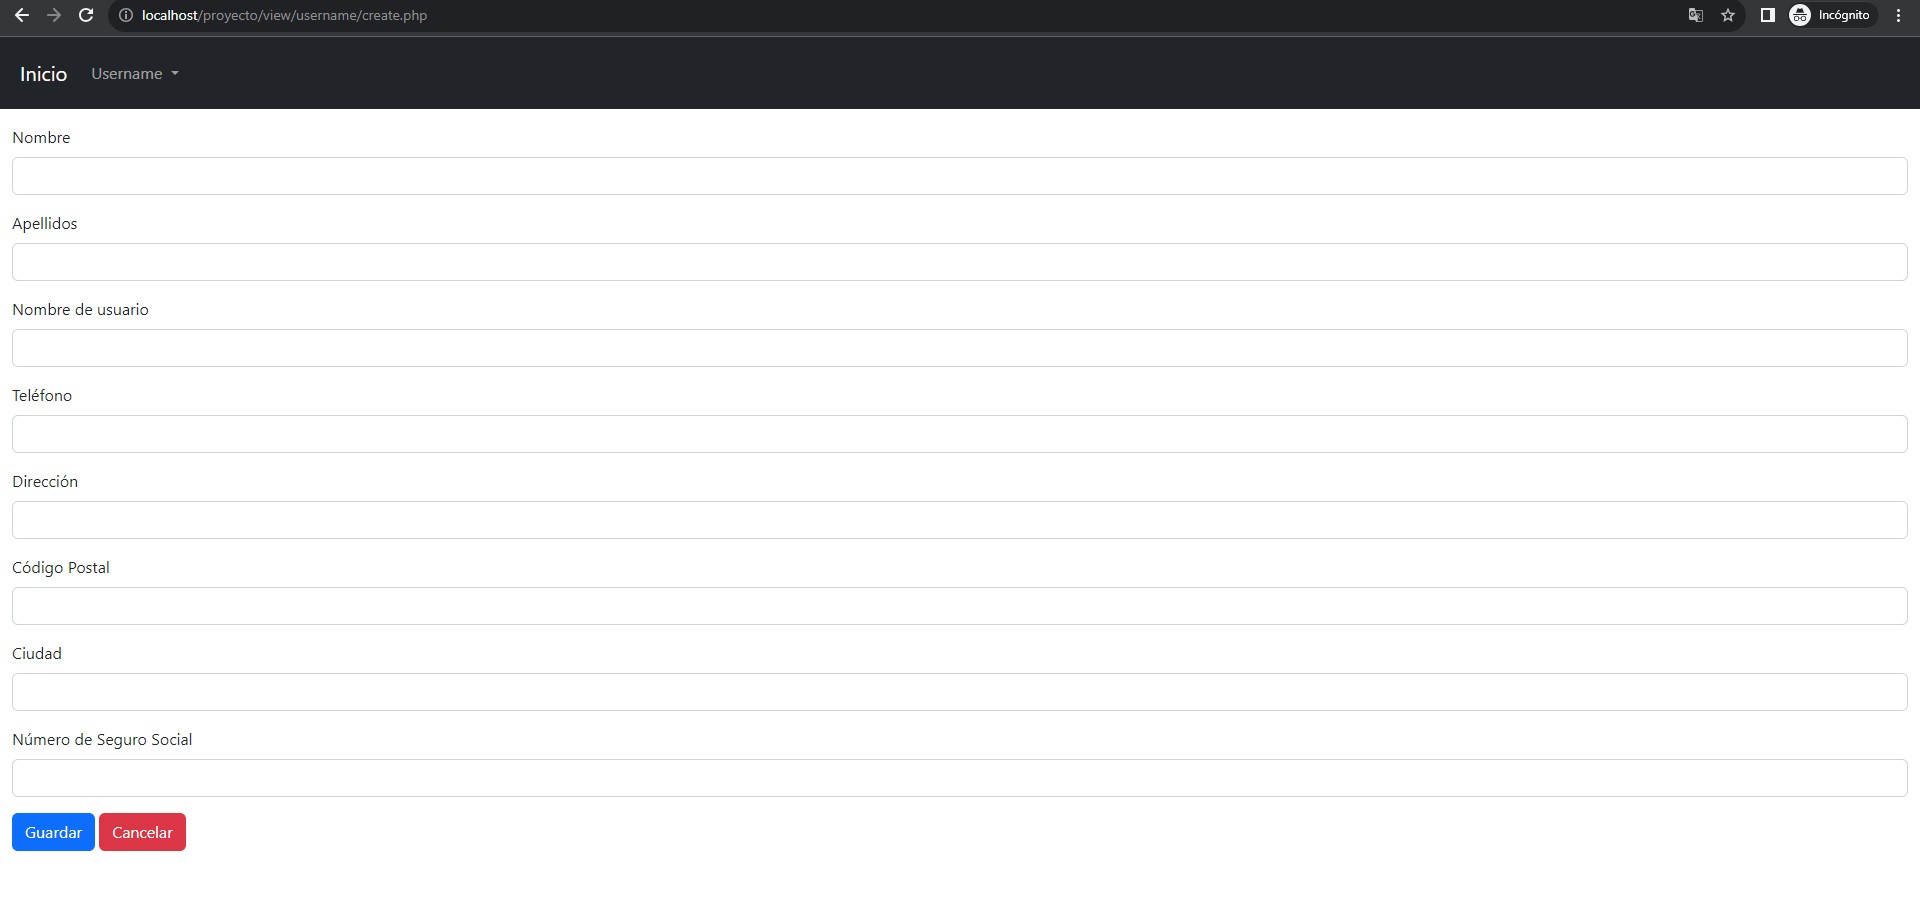 localhost/proyecto/view/username/create.php
Incógnito
Inicio Username
Nombre
Apellidos
Nombre de usuario
Teléfono
Dirección
Código Postal
Ciudad
Número de Seguro Social
Guardar Cancelar